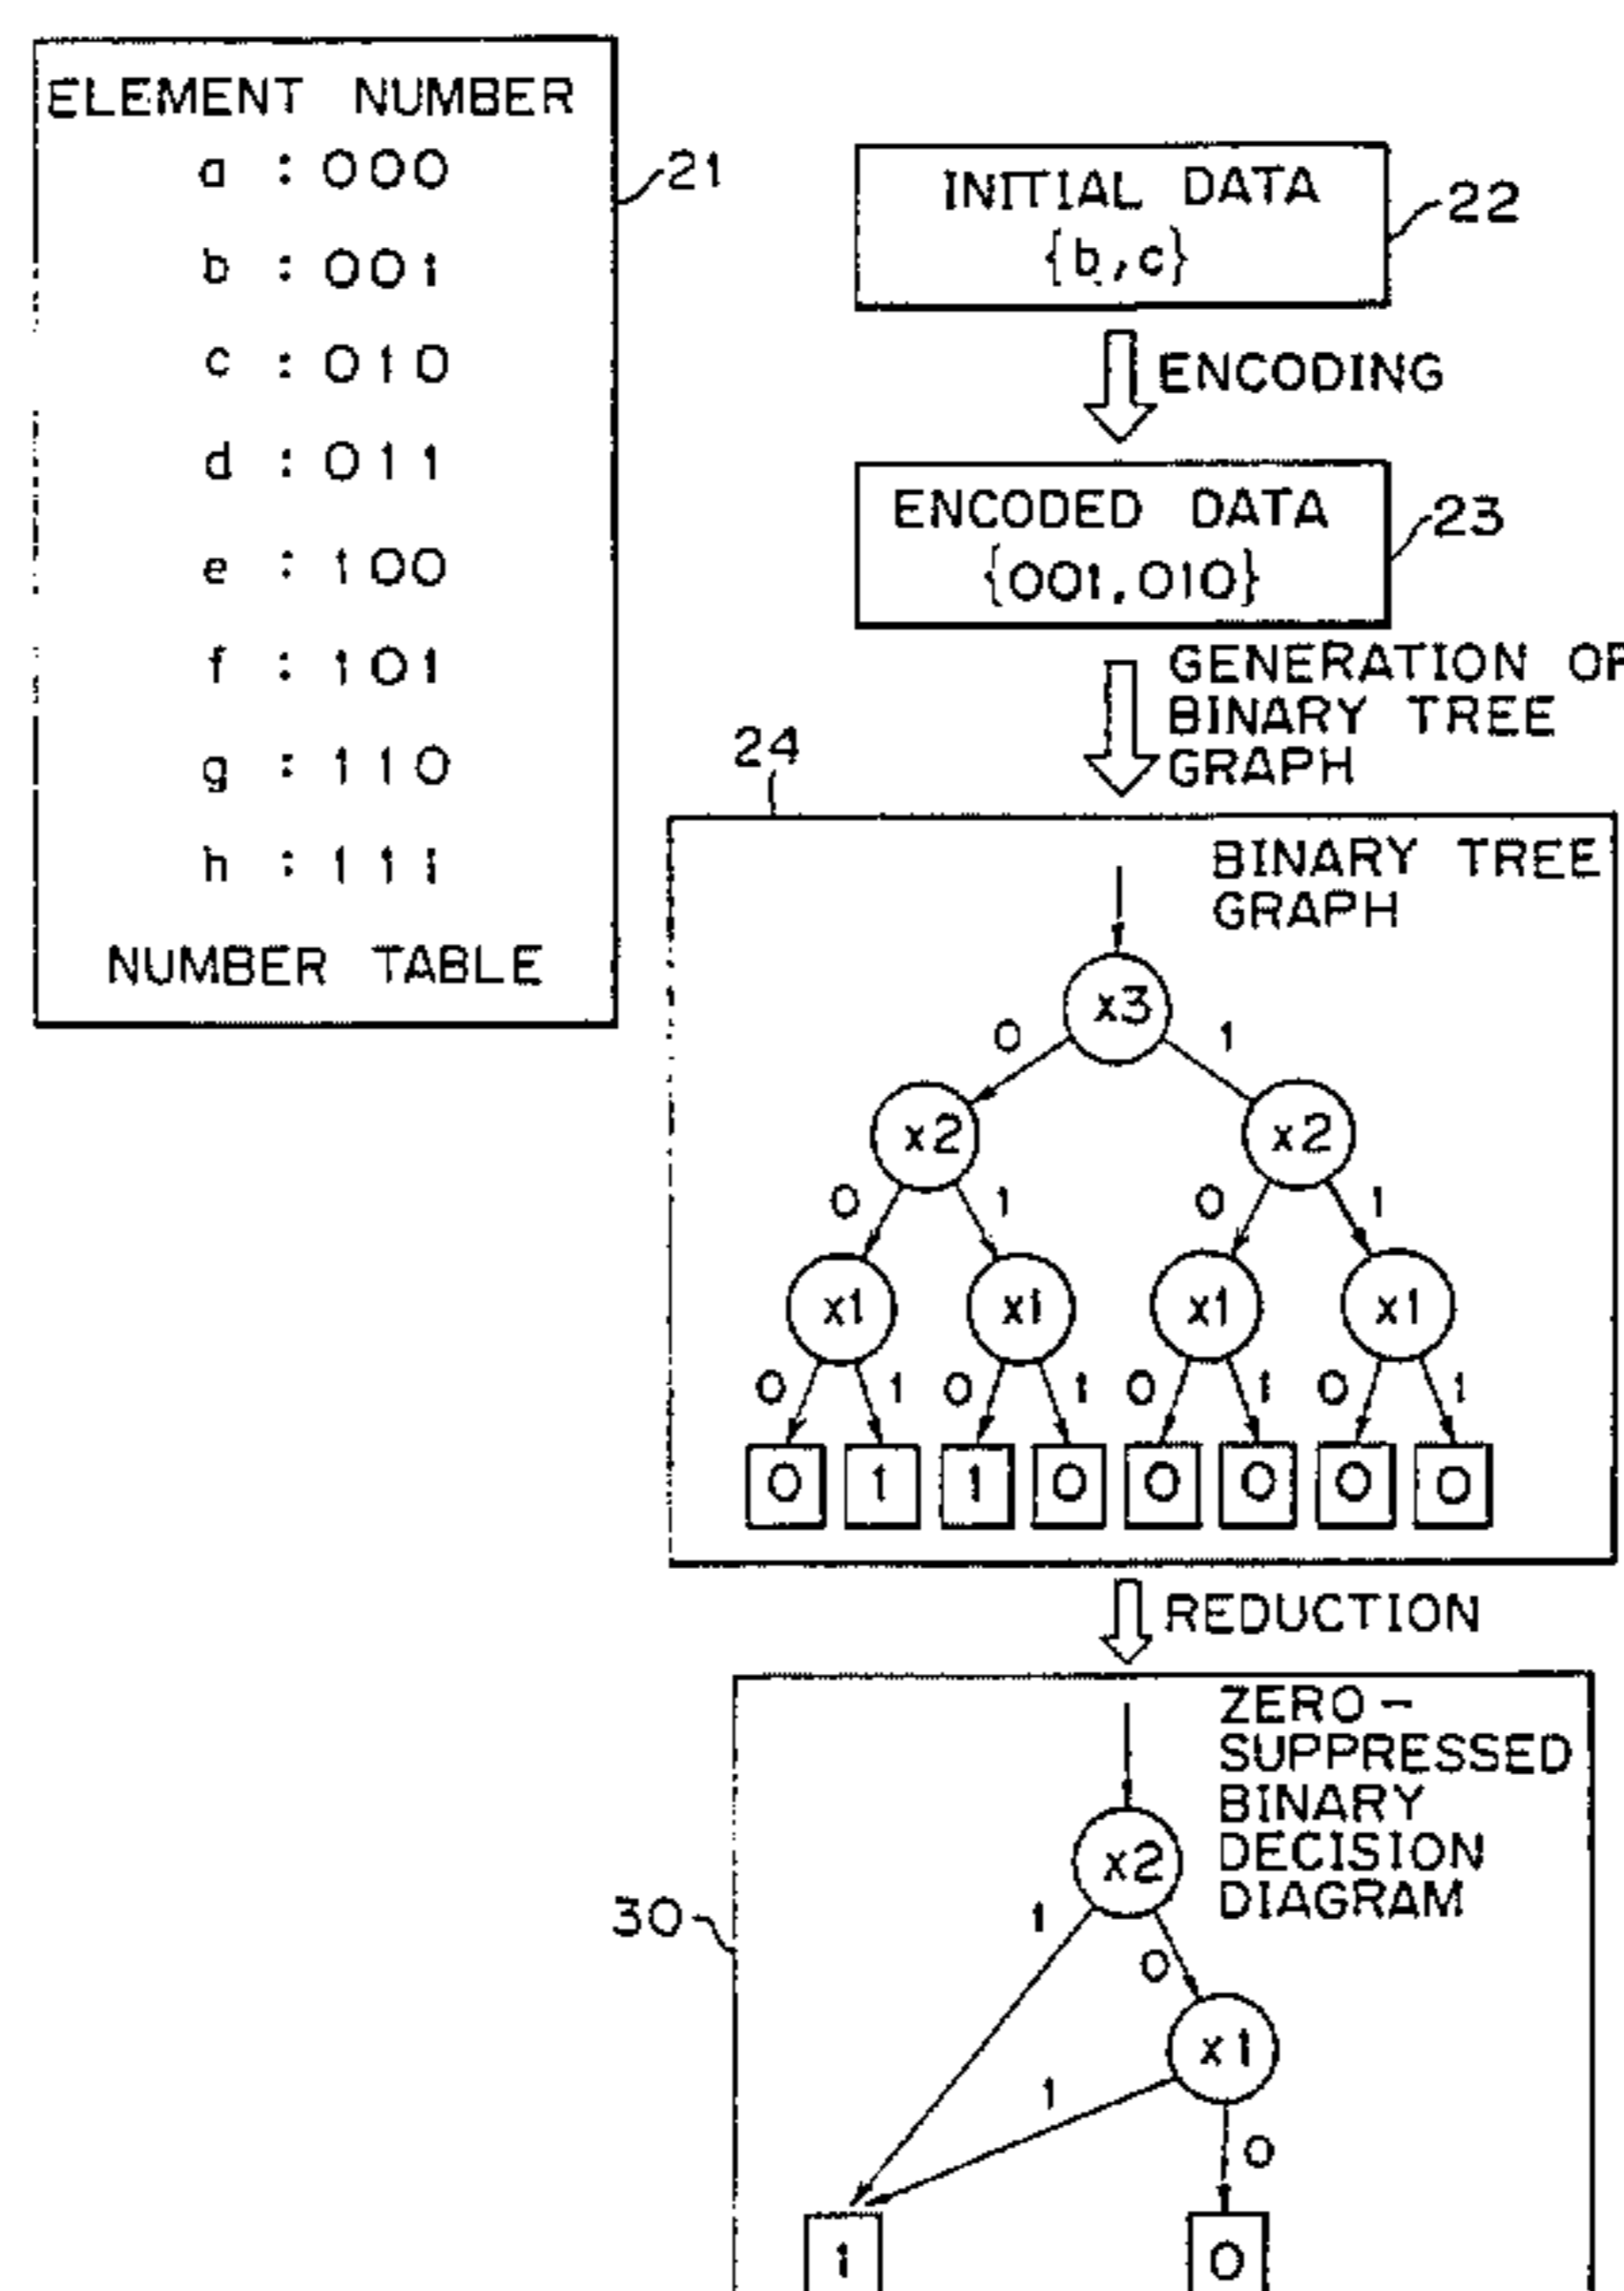 ELEMENT NUMBER
a : 000
b : 001
c : 010
d : 011
e : 100
f : 101
g : 110
h : 111
NUMBER TABLE
21
INITIAL DATA
{b,c}
22
ENCODING
ENCODED DATA
{001,010}
23
GENERATION OF
BINARY TREE
GRAPH
24
BINARY TREE
GRAPH
x3
0 1
x2 x2
0 1 0 1
x1 x1 x1 x1
0 1 0 1 0 1 0 1
0 1 1 0 0 0 0 0
REDUCTION
ZERO-
SUPPRESSED
BINARY
DECISION
DIAGRAM
30
x2
1 0
x1
1 0
1 0